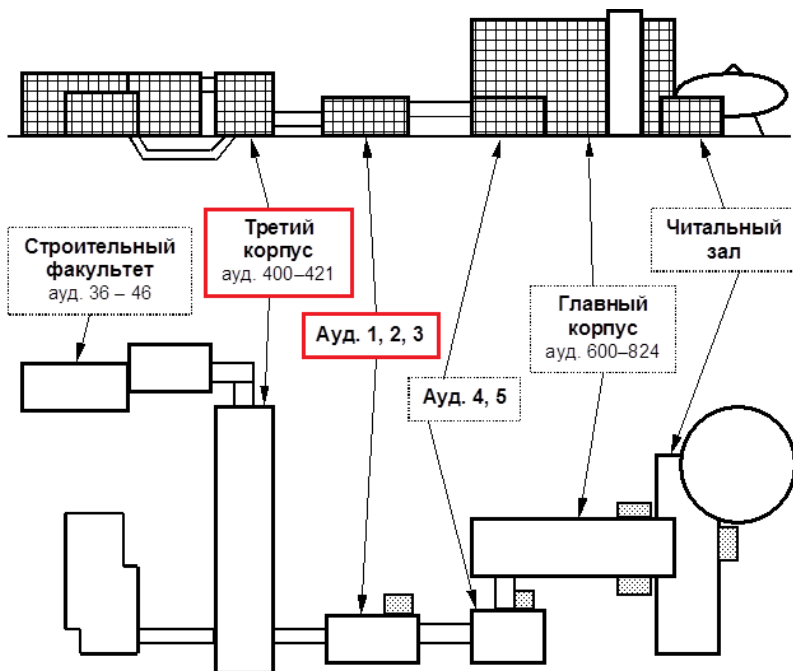 Строительный
факультет
ауд. 36 – 46
Третий
корпус
ауд. 400–421
Ауд. 1, 2, 3
Ауд. 4, 5
Главный
корпус
ауд. 600–824
Читальный
зал